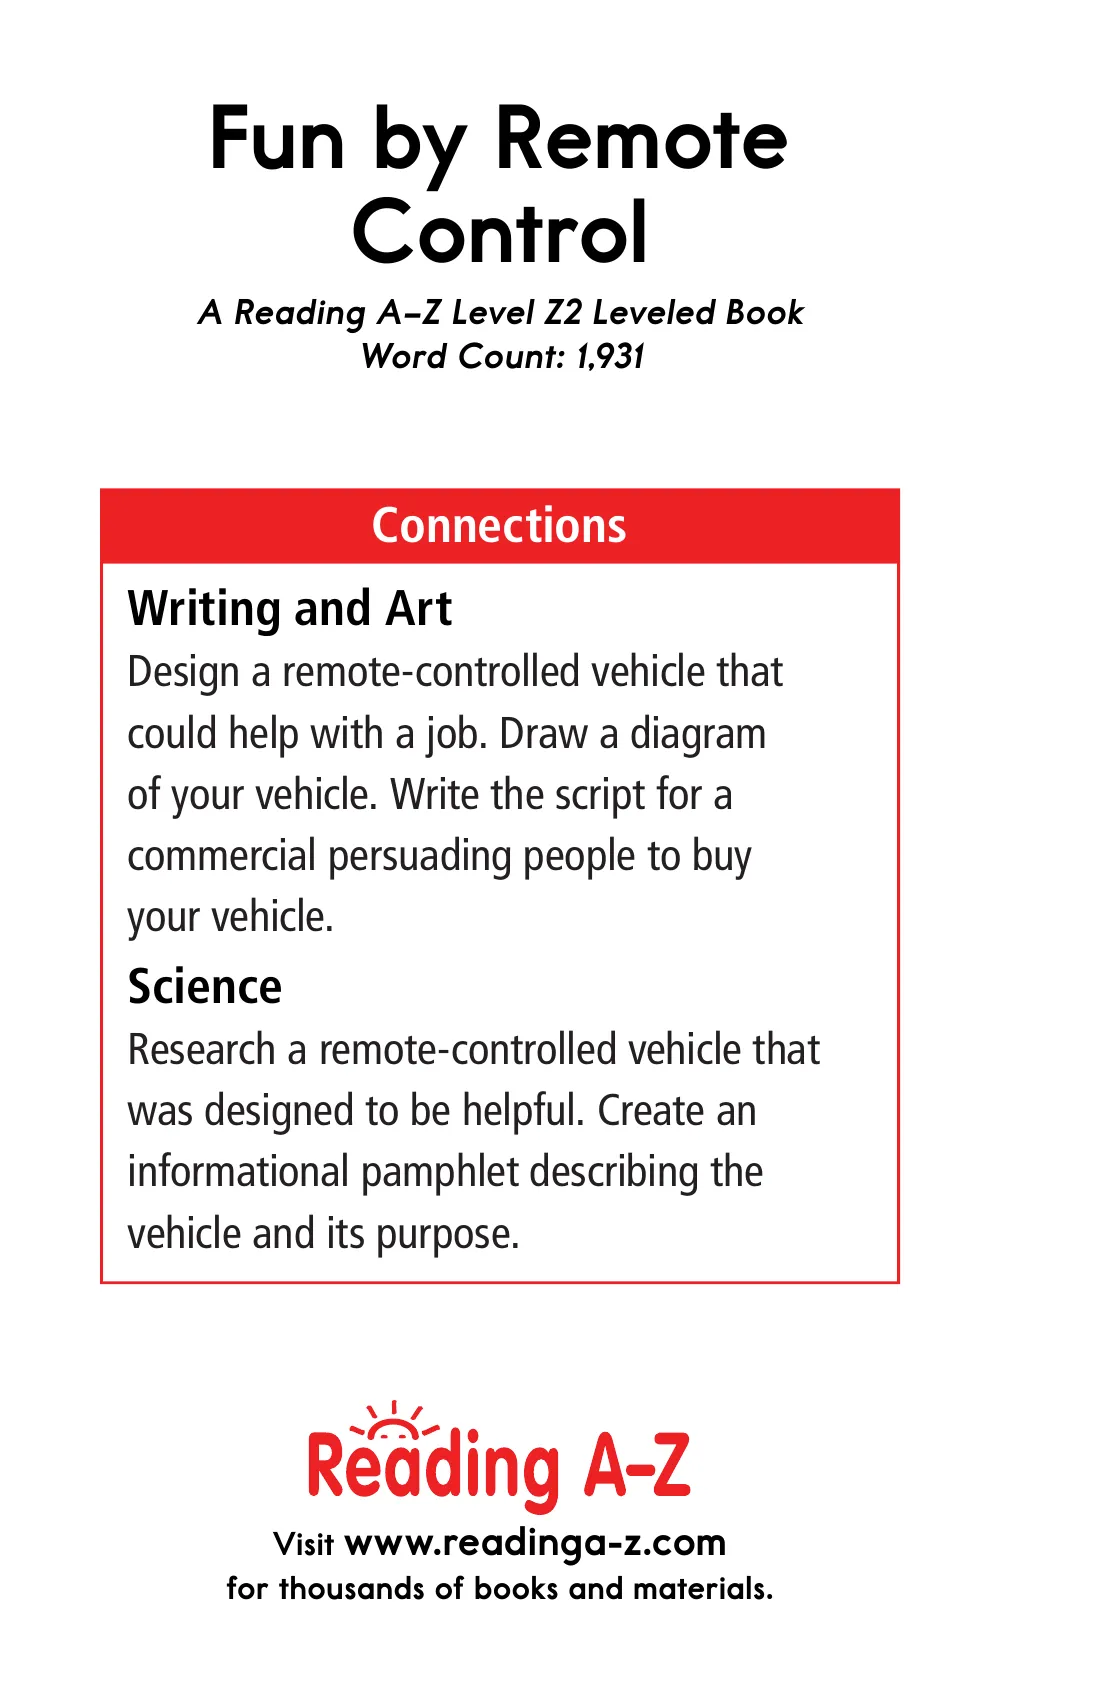 Fun by Remote
Control
A Reading A–Z Level Z2 Leveled Book
Word Count: 1,931
Connections
Writing and Art
Design a remote-controlled vehicle that
could help with a job. Draw a diagram
of your vehicle. Write the script for a
commercial persuading people to buy
your vehicle.
Science
Research a remote-controlled vehicle that
was designed to be helpful. Create an
informational pamphlet describing the
vehicle and its purpose.
Reading A–Z
Visit www.readinga-z.com
for thousands of books and materials.